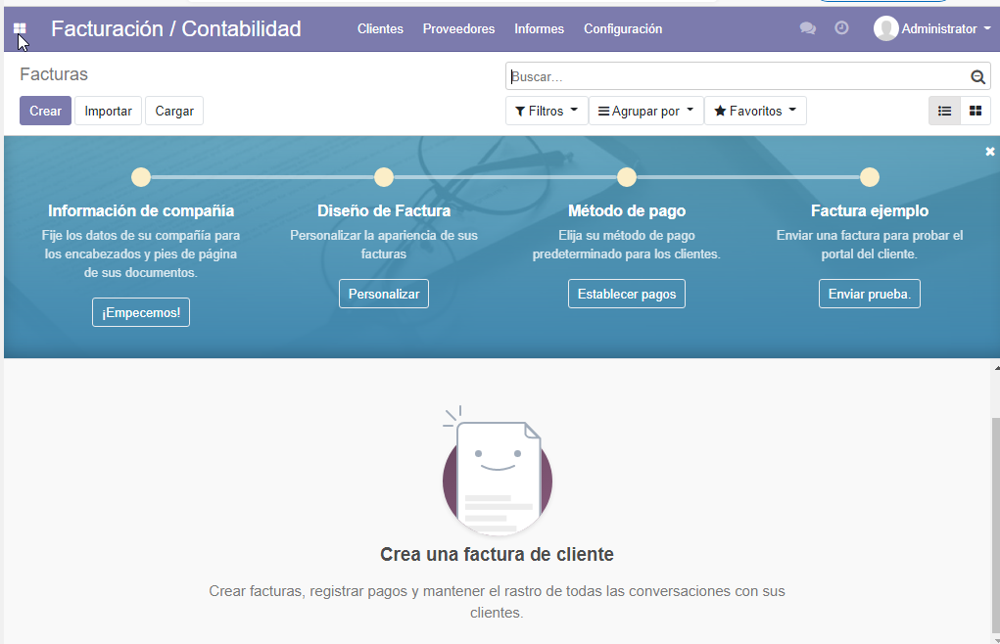 Facturación / Contabilidad
Clientes
Proveedores
Informes
Configuración
Administrator
Facturas
Buscar...
Crear
Importar
Cargar
Filtros
Agrupar por
Favoritos
Información de compañía
Fije los datos de su compañía para
los encabezados y pies de página
de sus documentos.
¡Empecemos!
Diseño de Factura
Personalizar la apariencia de sus
facturas
Personalizar
Método de pago
Elija su método de pago
predeterminado para los clientes.
Establecer pagos
Factura ejemplo
Enviar una factura para probar el
portal del cliente.
Enviar prueba.
Crea una factura de cliente
Crear facturas, registrar pagos y mantener el rastro de todas las conversaciones con sus
clientes.